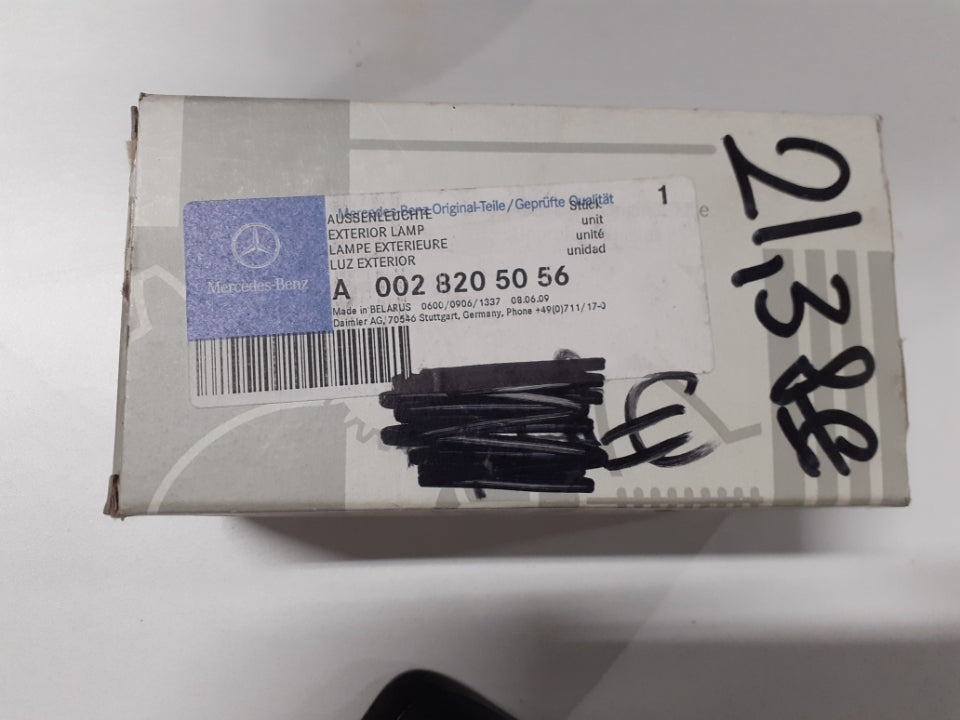 Mercedes-Benz Original-Teile/Geprüfte Qualität
AUSSENLEUCHTE Stück 1
EXTERIOR LAMP unit
LAMPE EXTERIEURE unité
LUZ EXTERIOR unidad
Mercedes-Benz
A 002 820 50 56
Made in BELARUS 0600/0906/1337 08.06.09
Daimler AG, 70546 Stuttgart, Germany, Phone +49(0)711/17-0
€